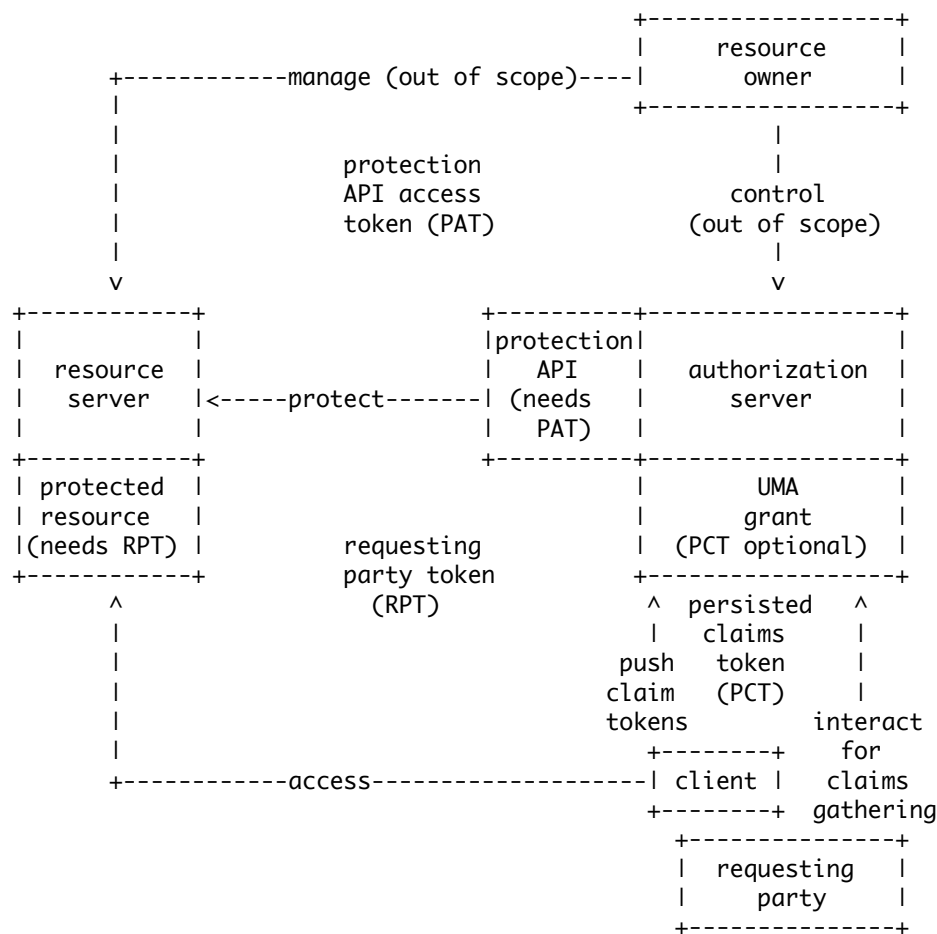 resource
owner
manage (out of scope)
protection
API access
token (PAT)
control
(out of scope)
resource
server
protect
protection
API
(needs
PAT)
authorization
server
protected
resource
(needs RPT)
requesting
party token
(RPT)
UMA
grant
(PCT optional)
persisted
claims
token
(PCT)
push
claim
tokens
interact
for
claims
gathering
access
client
requesting
party